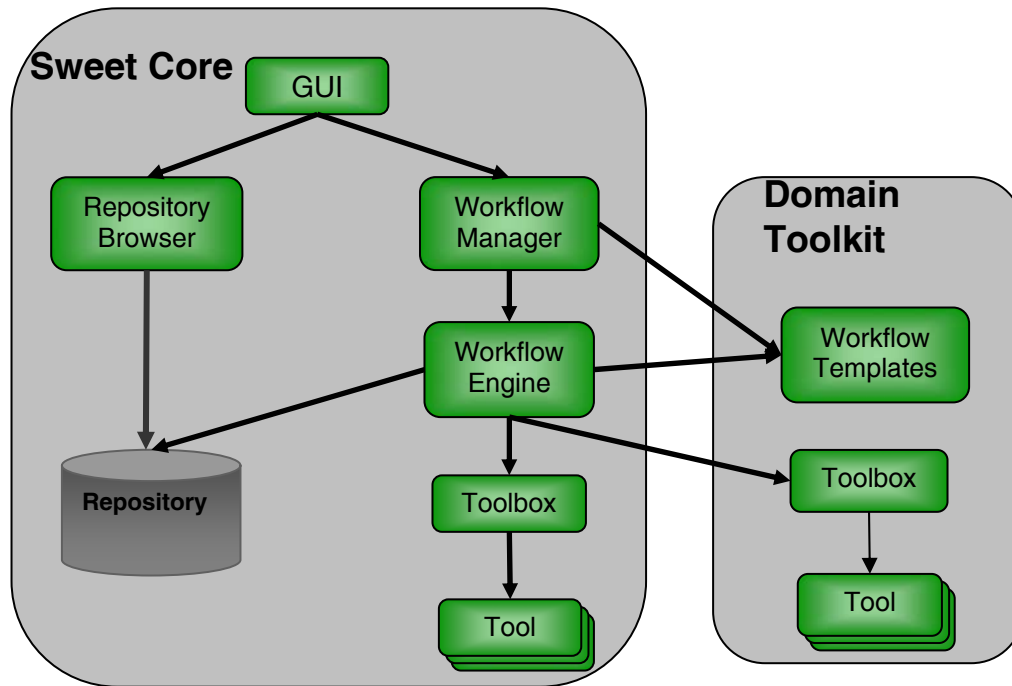 Sweet Core
GUI
Repository
Browser
Workflow
Manager
Domain
Toolkit
Workflow
Engine
Workflow
Templates
Repository
Toolbox
Toolbox
Tool
Tool